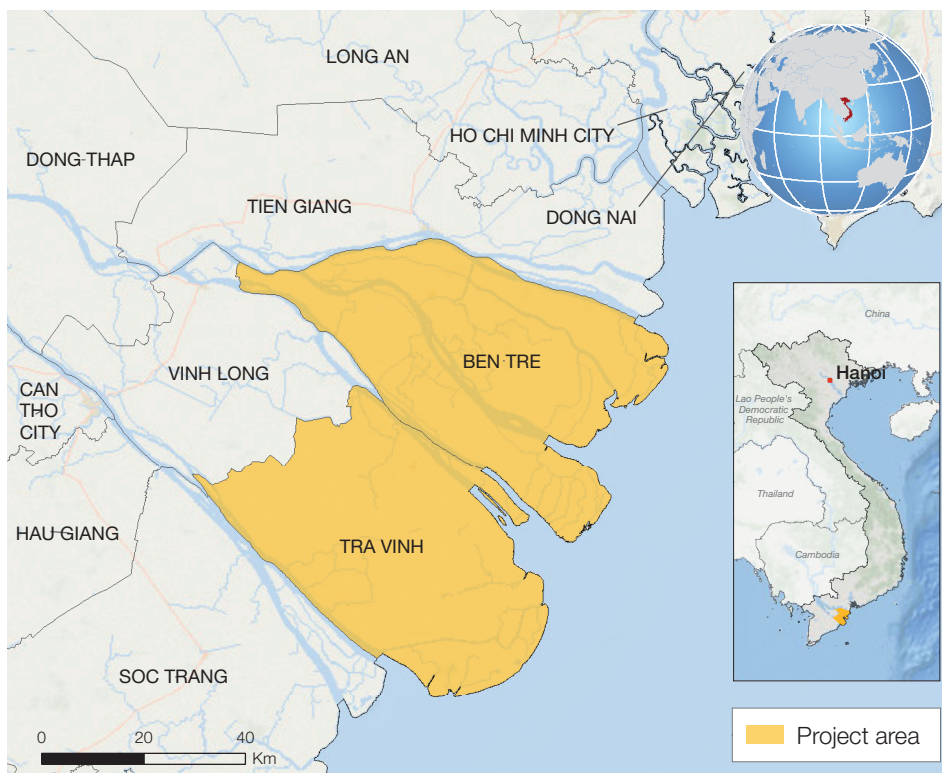 LONG AN
HO CHI MINH CITY
DONG THAP
TIEN GIANG
DONG NAI
BEN TRE
VINH LONG
CAN
THO
CITY
HAU GIANG
TRA VINH
SOC TRANG
0 20 40
Km
China
Hanoi
Lao People's
Democratic
Republic
Thailand
Cambodia
Project area